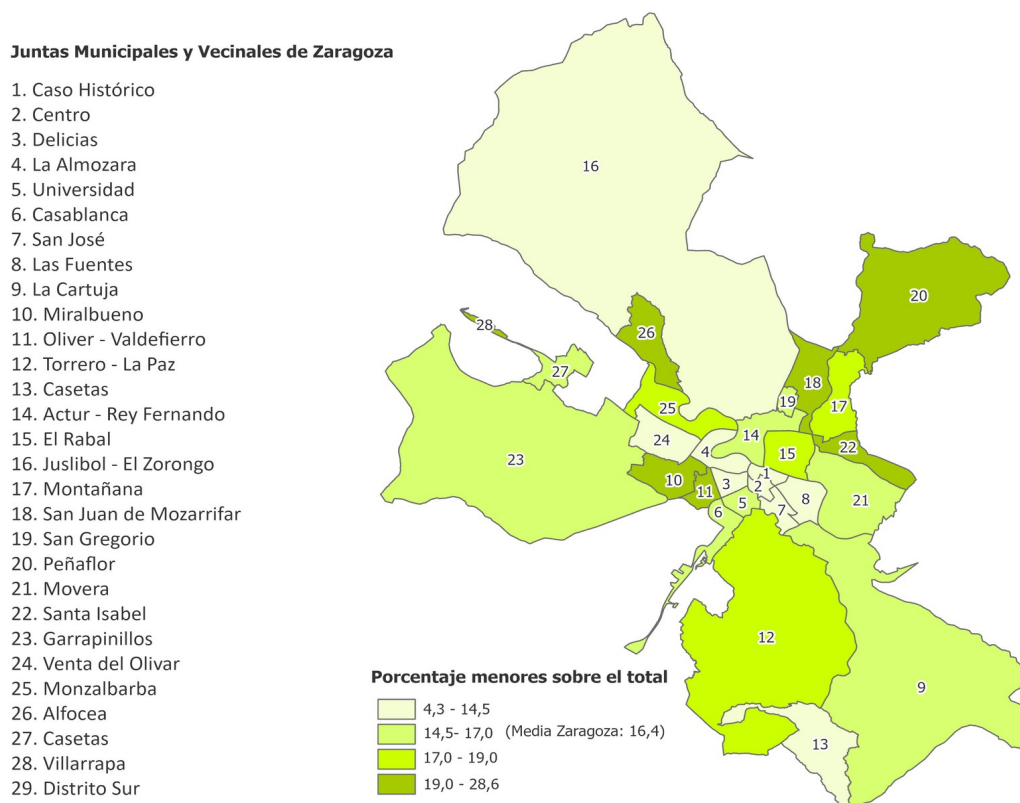 Juntas Municipales y Vecinales de Zaragoza
1. Caso Histórico
2. Centro
3. Delicias
4. La Almozara
5. Universidad
6. Casablanca
7. San José
8. Las Fuentes
9. La Cartuja
10. Miralbueno
11. Oliver - Valdefierro
12. Torrero - La Paz
13. Casetas
14. Actur - Rey Fernando
15. El Rabal
16. Juslibol - El Zorongo
17. Montañana
18. San Juan de Mozarrifar
19. San Gregorio
20. Peñaflor
21. Movera
22. Santa Isabel
23. Garrapinillos
24. Venta del Olivar
25. Monzalbarba
26. Alfocea
27. Casetas
28. Villarrapa
29. Distrito Sur
16
20
28
26
27
18
19
17
25
14
24
4
15
22
23
10
11
3
1
2
5
6
7
8
21
12
9
13
Porcentaje menores sobre el total
4,3 - 14,5
14,5- 17,0 (Media Zaragoza: 16,4)
17,0 - 19,0
19,0 - 28,6